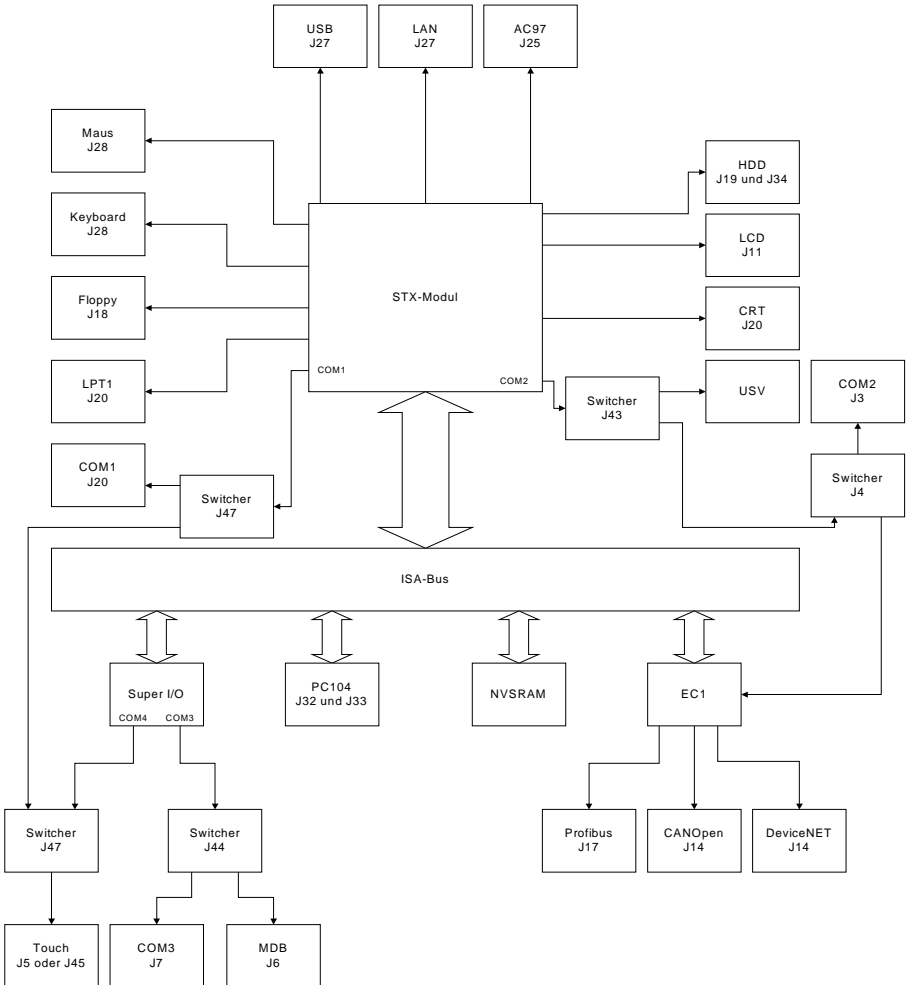 USB
J27
LAN
J27
AC97
J25
Maus
J28
HDD
J19 und J34
Keyboard
J28
LCD
J11
STX-Modul
Floppy
J18
CRT
J20
COM1
COM2
LPT1
J20
Switcher
J43
USV
COM2
J3
COM1
J20
Switcher
J47
Switcher
J4
ISA-Bus
Super I/O
COM4
COM3
PC104
J32 und J33
NVSRAM
EC1
Switcher
J47
Switcher
J44
Profibus
J17
CANOpen
J14
DeviceNET
J14
Touch
J5 oder J45
COM3
J7
MDB
J6